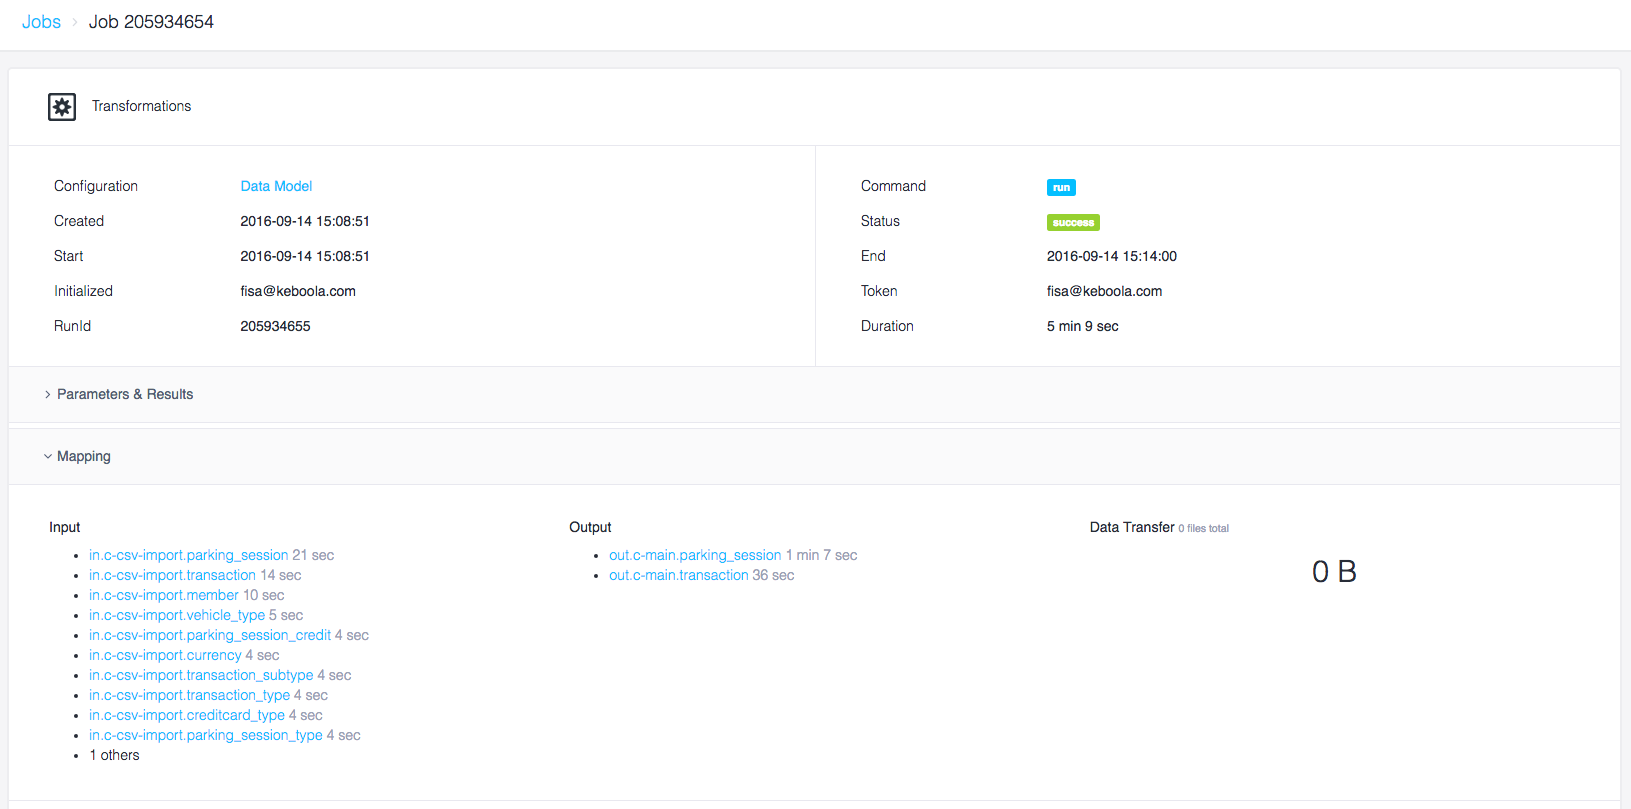 Jobs > Job 205934654
Transformations
Configuration Data Model
Created 2016-09-14 15:08:51
Start 2016-09-14 15:08:51
Initialized fisa@keboola.com
RunId 205934655
Command run
Status success
End 2016-09-14 15:14:00
Token fisa@keboola.com
Duration 5 min 9 sec
Parameters & Results
Mapping
Input
in.c-csv-import.parking_session 21 sec
in.c-csv-import.transaction 14 sec
in.c-csv-import.member 10 sec
in.c-csv-import.vehicle_type 5 sec
in.c-csv-import.parking_session_credit 4 sec
in.c-csv-import.currency 4 sec
in.c-csv-import.transaction_subtype 4 sec
in.c-csv-import.transaction_type 4 sec
in.c-csv-import.creditcard_type 4 sec
in.c-csv-import.parking_session_type 4 sec
1 others
Output
out.c-main.parking_session 1 min 7 sec
out.c-main.transaction 36 sec
Data Transfer 0 files total
0 B